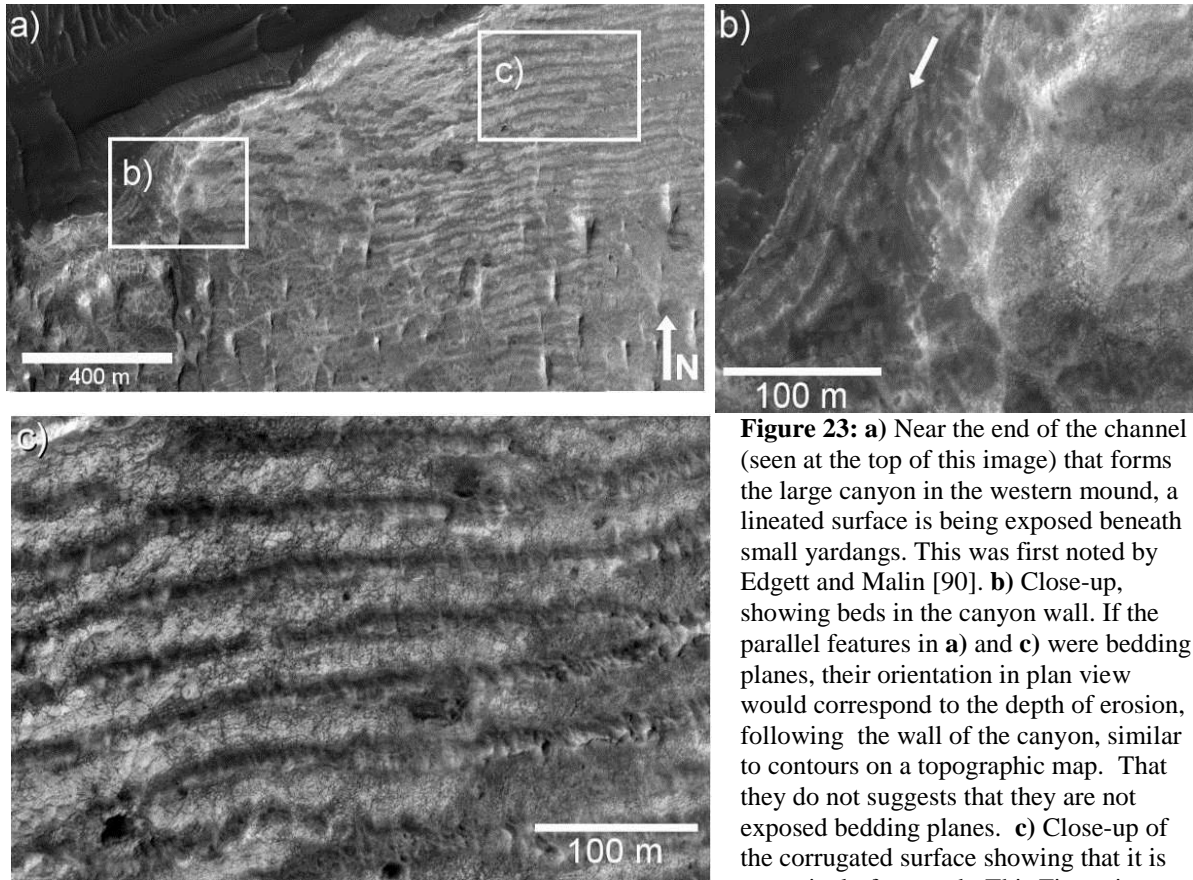 a)
c)
b)
400 m
N
b)
100 m
c)
100 m
Figure 23: a) Near the end of the channel
(seen at the top of this image) that forms
the large canyon in the western mound, a
lineated surface is being exposed beneath
small yardangs. This was first noted by
Edgett and Malin [90]. b) Close-up,
showing beds in the canyon wall. If the
parallel features in a) and c) were bedding
planes, their orientation in plan view
would correspond to the depth of erosion,
following the wall of the canyon, similar
to contours on a topographic map. That
they do not suggests that they are not
exposed bedding planes. c) Close-up of
the corrugated surface showing that it is